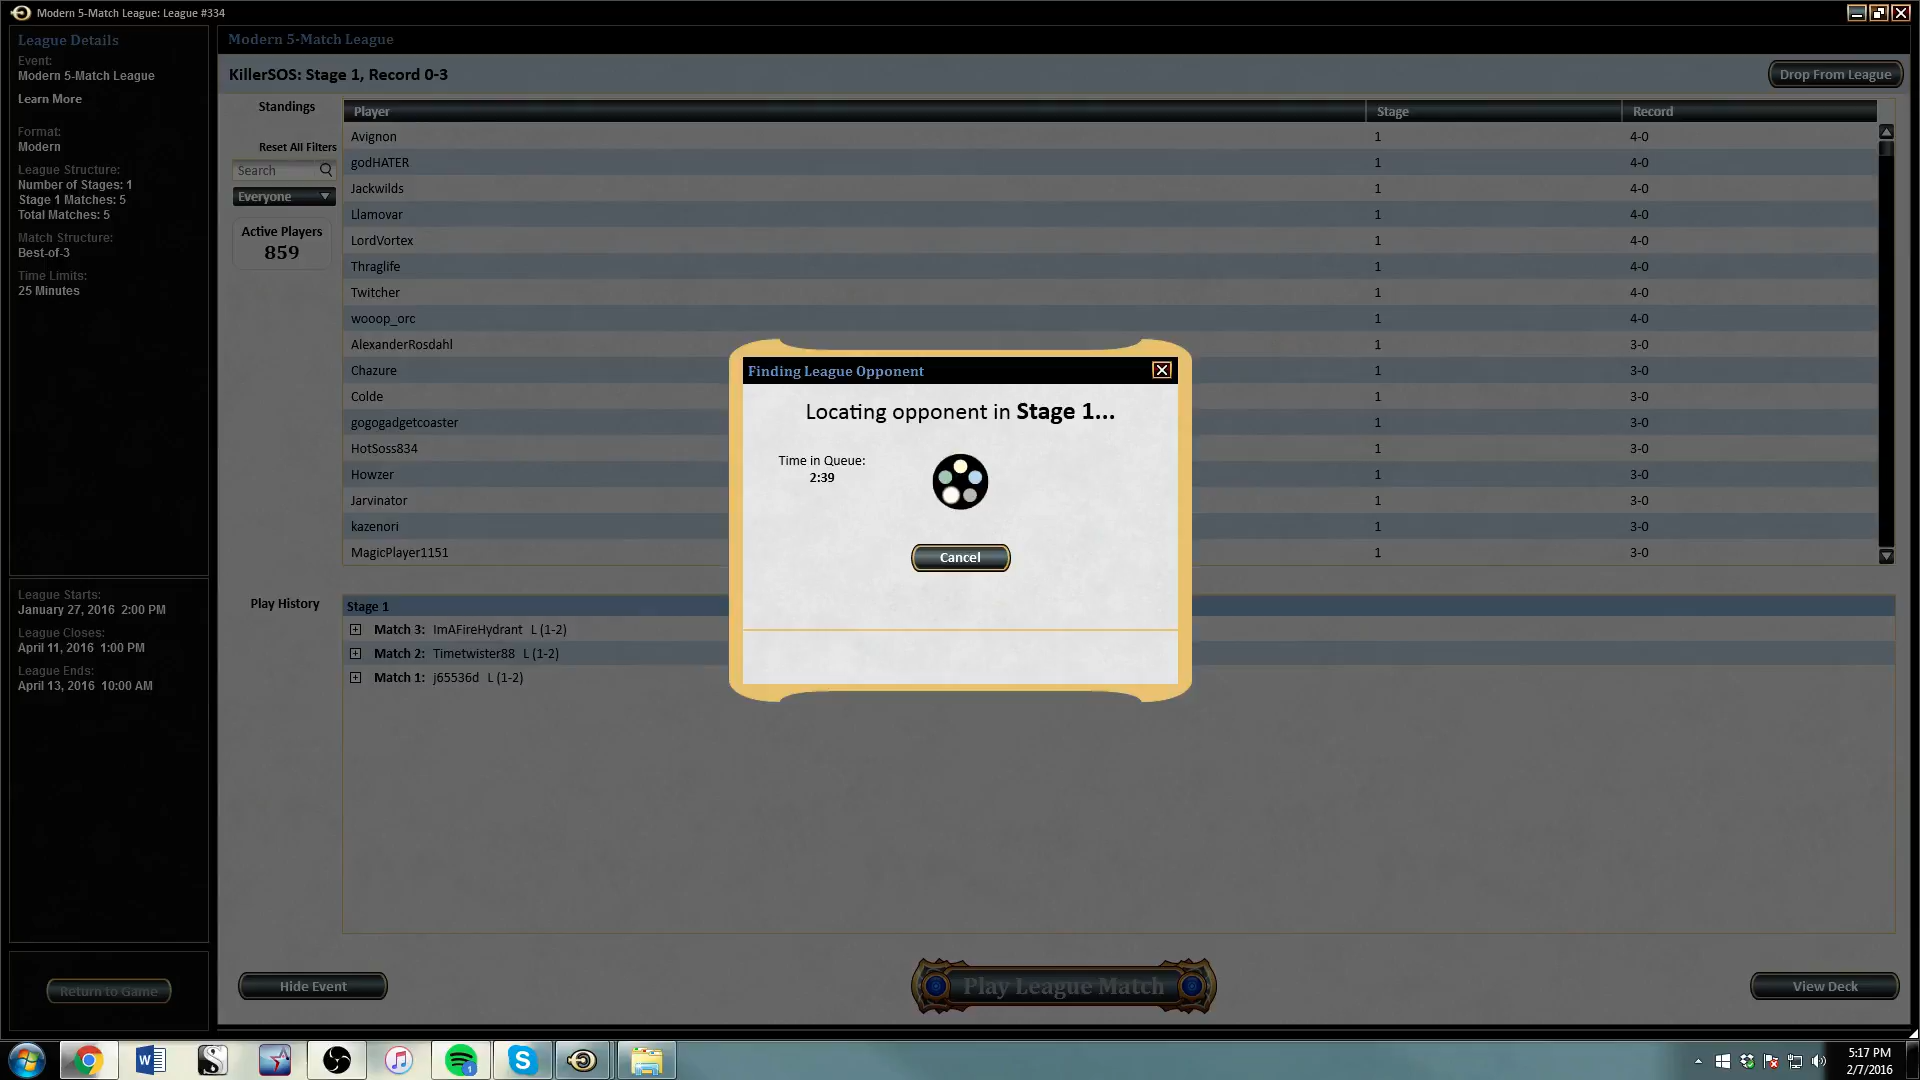 Modern 5-Match League: League #334
League Details
Event:
Modern 5-Match League
Learn More
Format:
Modern
League Structure:
Number of Stages: 1
Stage 1 Matches: 5
Total Matches: 5
Match Structure:
Best-of-3
Time Limits:
25 Minutes
League Starts:
January 27, 2016 2:00 PM
League Closes:
April 11, 2016 1:00 PM
League Ends:
April 13, 2016 10:00 AM
Return to Game
Modern 5-Match League
KillerSOS: Stage 1, Record 0-3
Drop From League
Standings
Reset All Filters
Search
Everyone
Active Players
859
Player Stage Record
Avignon 1 4-0
godHATER 1 4-0
Jackwilds 1 4-0
Llamovar 1 4-0
LordVortex 1 4-0
Thraglife 1 4-0
Twitcher 1 4-0
wooop_orc 1 4-0
AlexanderRosdahl 1 3-0
Chazure 1 3-0
Colde 1 3-0
gogogadgetcoaster 1 3-0
HotSoss834 1 3-0
Howzer 1 3-0
Jarvinator 1 3-0
kazenori 1 3-0
MagicPlayer1151 1 3-0
Finding League Opponent
Locating opponent in Stage 1...
Time in Queue:
2:39
Cancel
Play History
Stage 1
Match 3: ImAFireHydrant L (1-2)
Match 2: Timetwister88 L (1-2)
Match 1: j65536d L (1-2)
Hide Event
Play League Match
View Deck
1
5:17 PM
2/7/2016